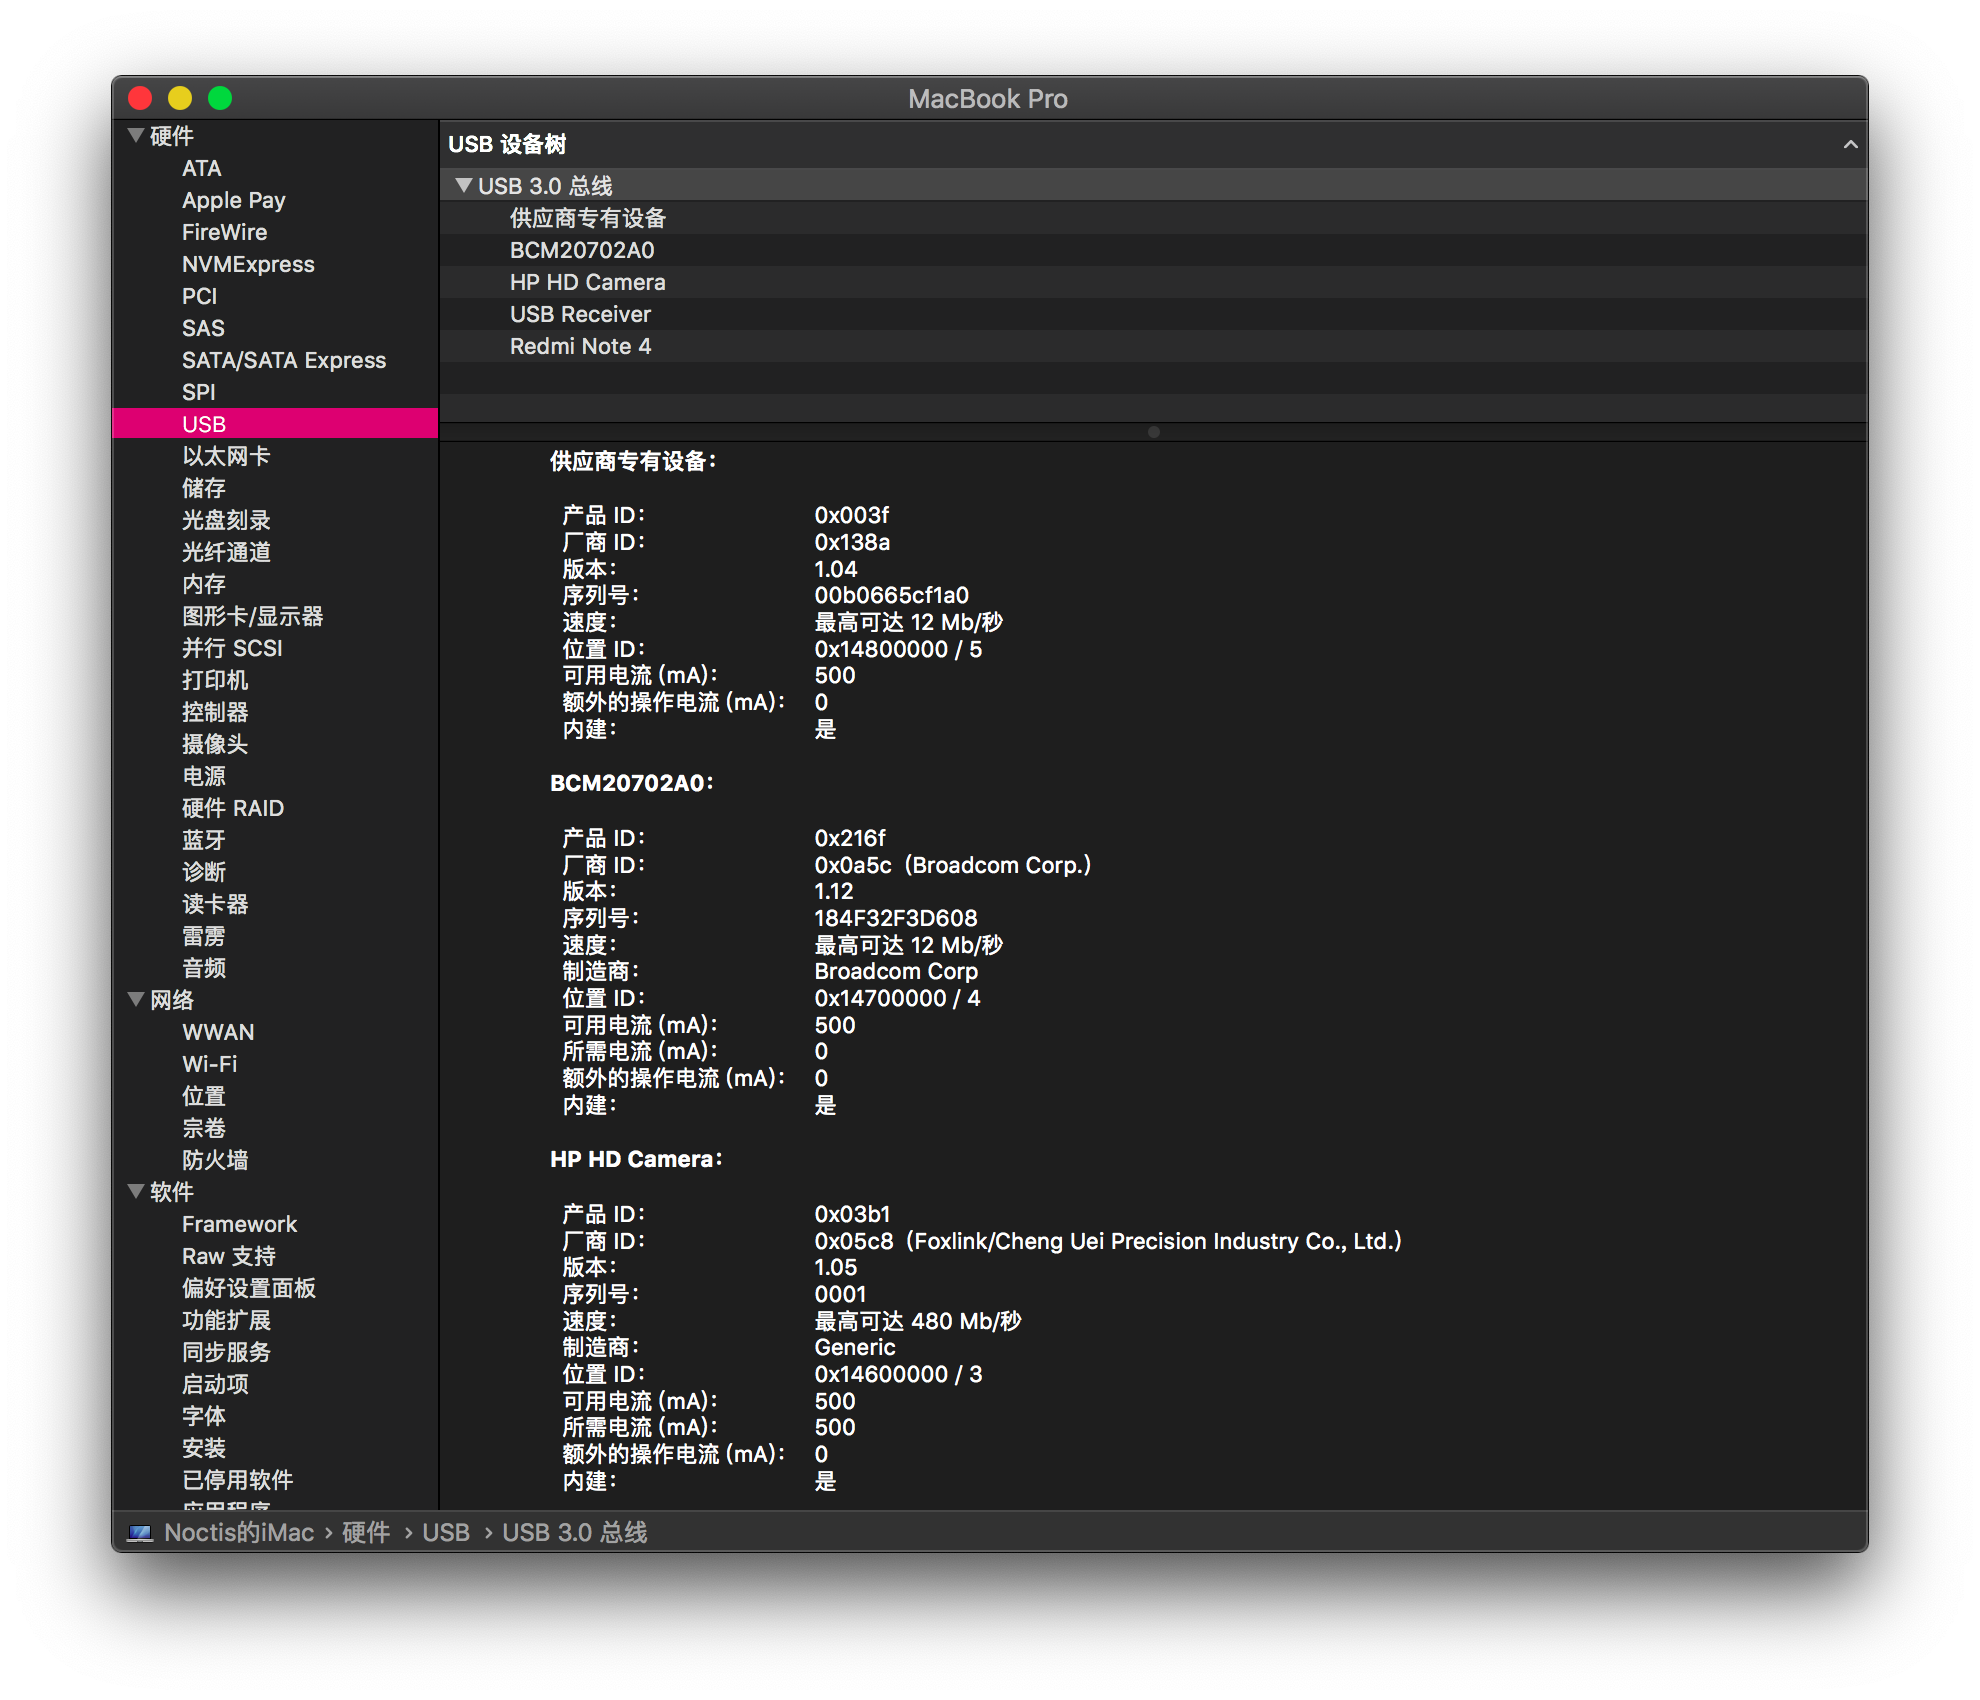 MacBook Pro
硬件
ATA
Apple Pay
FireWire
NVMExpress
PCI
SAS
SATA/SATA Express
SPI
USB
以太网卡
储存
光盘刻录
光纤通道
内存
图形卡/显示器
并行 SCSI
打印机
控制器
摄像头
电源
硬件 RAID
蓝牙
诊断
读卡器
雷雳
音频
网络
WWAN
Wi-Fi
位置
宗卷
防火墙
软件
Framework
Raw 支持
偏好设置面板
功能扩展
同步服务
启动项
字体
安装
已停用软件
应用程序
USB 设备树
USB 3.0 总线
供应商专有设备
BCM20702A0
HP HD Camera
USB Receiver
Redmi Note 4
供应商专有设备：
产品 ID： 0x003f
厂商 ID： 0x138a
版本： 1.04
序列号： 00b0665cf1a0
速度： 最高可达 12 Mb/秒
位置 ID： 0x14800000 / 5
可用电流 (mA)： 500
额外的操作电流 (mA)： 0
内建： 是
BCM20702A0：
产品 ID： 0x216f
厂商 ID： 0x0a5c（Broadcom Corp.）
版本： 1.12
序列号： 184F32F3D608
速度： 最高可达 12 Mb/秒
制造商： Broadcom Corp
位置 ID： 0x14700000 / 4
可用电流 (mA)： 500
所需电流 (mA)： 0
额外的操作电流 (mA)： 0
内建： 是
HP HD Camera：
产品 ID： 0x03b1
厂商 ID： 0x05c8（Foxlink/Cheng Uei Precision Industry Co., Ltd.）
版本： 1.05
序列号： 0001
速度： 最高可达 480 Mb/秒
制造商： Generic
位置 ID： 0x14600000 / 3
可用电流 (mA)： 500
所需电流 (mA)： 500
额外的操作电流 (mA)： 0
内建： 是
Noctis的iMac › 硬件 › USB › USB 3.0 总线